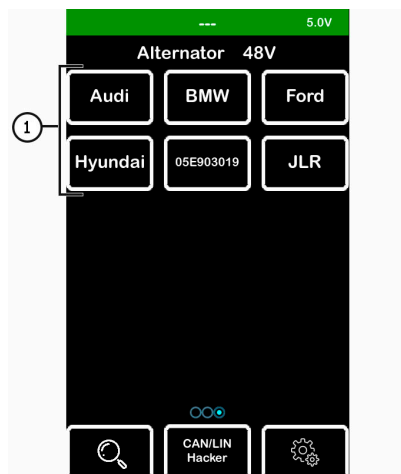 --- 5.0V
Alternator 48V
Audi BMW Ford
1
Hyundai 05E903019 JLR
CAN/LIN
Hacker